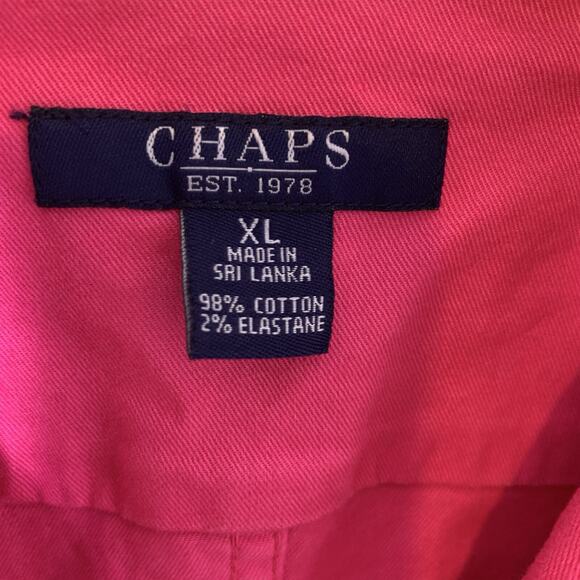 CHAPS
EST. 1978
XL
MADE IN
SRI LANKA
98% COTTON
2% ELASTANE